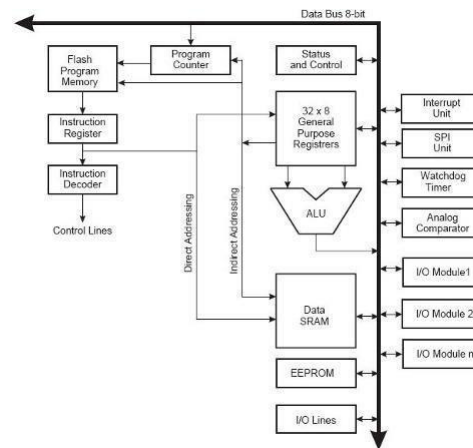 Data Bus 8-bit
Flash
Program
Memory
Program
Counter
Status
and Control
Instruction
Register
32 x 8
General
Purpose
Registrers
Interrupt
Unit
SPI
Unit
Instruction
Decoder
Watchdog
Timer
Control Lines
Direct Addressing
Indirect Addressing
ALU
Analog
Comparator
I/O Module1
Data
SRAM
I/O Module 2
I/O Module n
EEPROM
I/O Lines